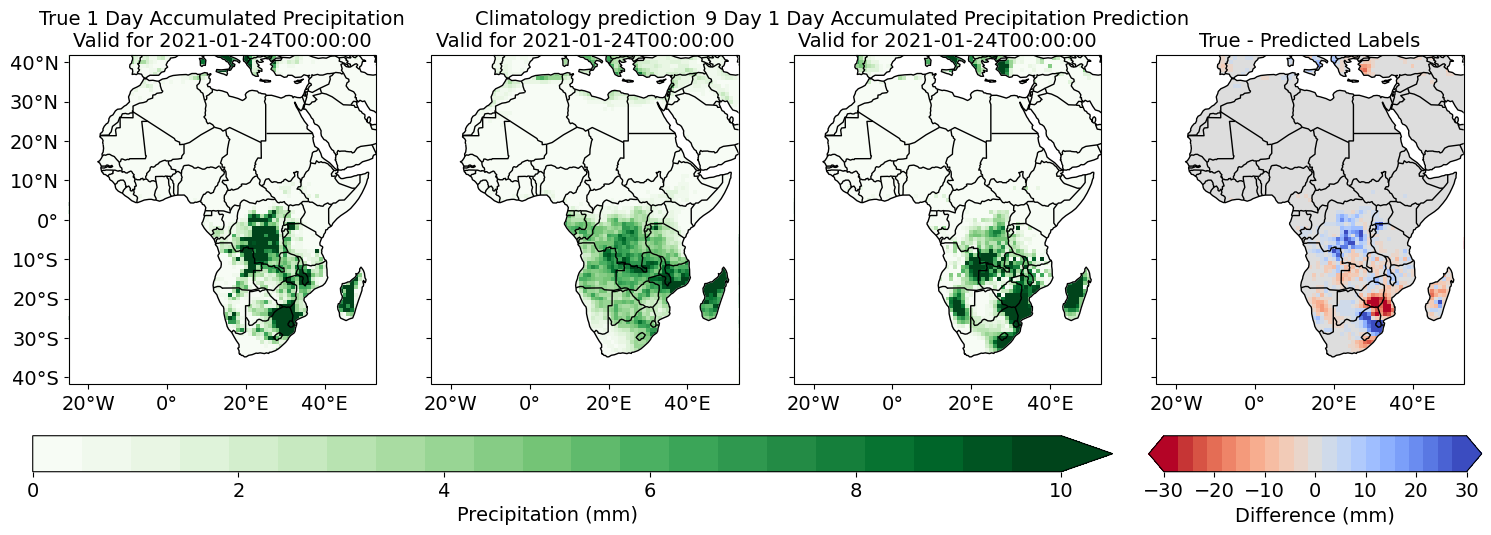 True 1 Day Accumulated Precipitation
Valid for 2021-01-24T00:00:00
Climatology prediction
Valid for 2021-01-24T00:00:00
9 Day 1 Day Accumulated Precipitation Prediction
Valid for 2021-01-24T00:00:00
True - Predicted Labels
40°N
30°N
20°N
10°N
0°
10°S
20°S
30°S
40°S
20°W 0° 20°E 40°E
20°W 0° 20°E 40°E
20°W 0° 20°E 40°E
20°W 0° 20°E 40°E
0 2 4 6 8 10
Precipitation (mm)
−30 −20 −10 0 10 20 30
Difference (mm)